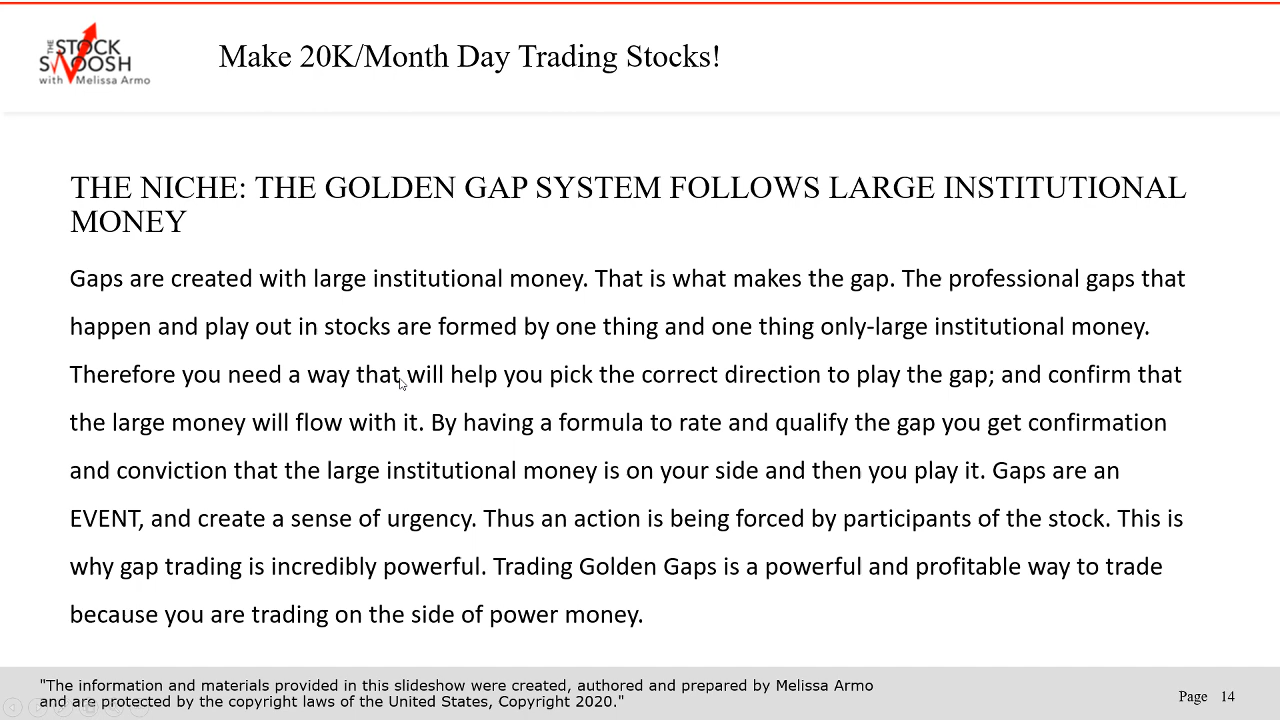 THE
STOCK
SWOOSH
with Melissa Armo
Make 20K/Month Day Trading Stocks!
THE NICHE: THE GOLDEN GAP SYSTEM FOLLOWS LARGE INSTITUTIONAL
MONEY
Gaps are created with large institutional money. That is what makes the gap. The professional gaps that
happen and play out in stocks are formed by one thing and one thing only-large institutional money.
Therefore you need a way that will help you pick the correct direction to play the gap; and confirm that
the large money will flow with it. By having a formula to rate and qualify the gap you get confirmation
and conviction that the large institutional money is on your side and then you play it. Gaps are an
EVENT, and create a sense of urgency. Thus an action is being forced by participants of the stock. This is
why gap trading is incredibly powerful. Trading Golden Gaps is a powerful and profitable way to trade
because you are trading on the side of power money.
"The information and materials provided in this slideshow were created, authored and prepared by Melissa Armo
and are protected by the copyright laws of the United States, Copyright 2020."
Page 14